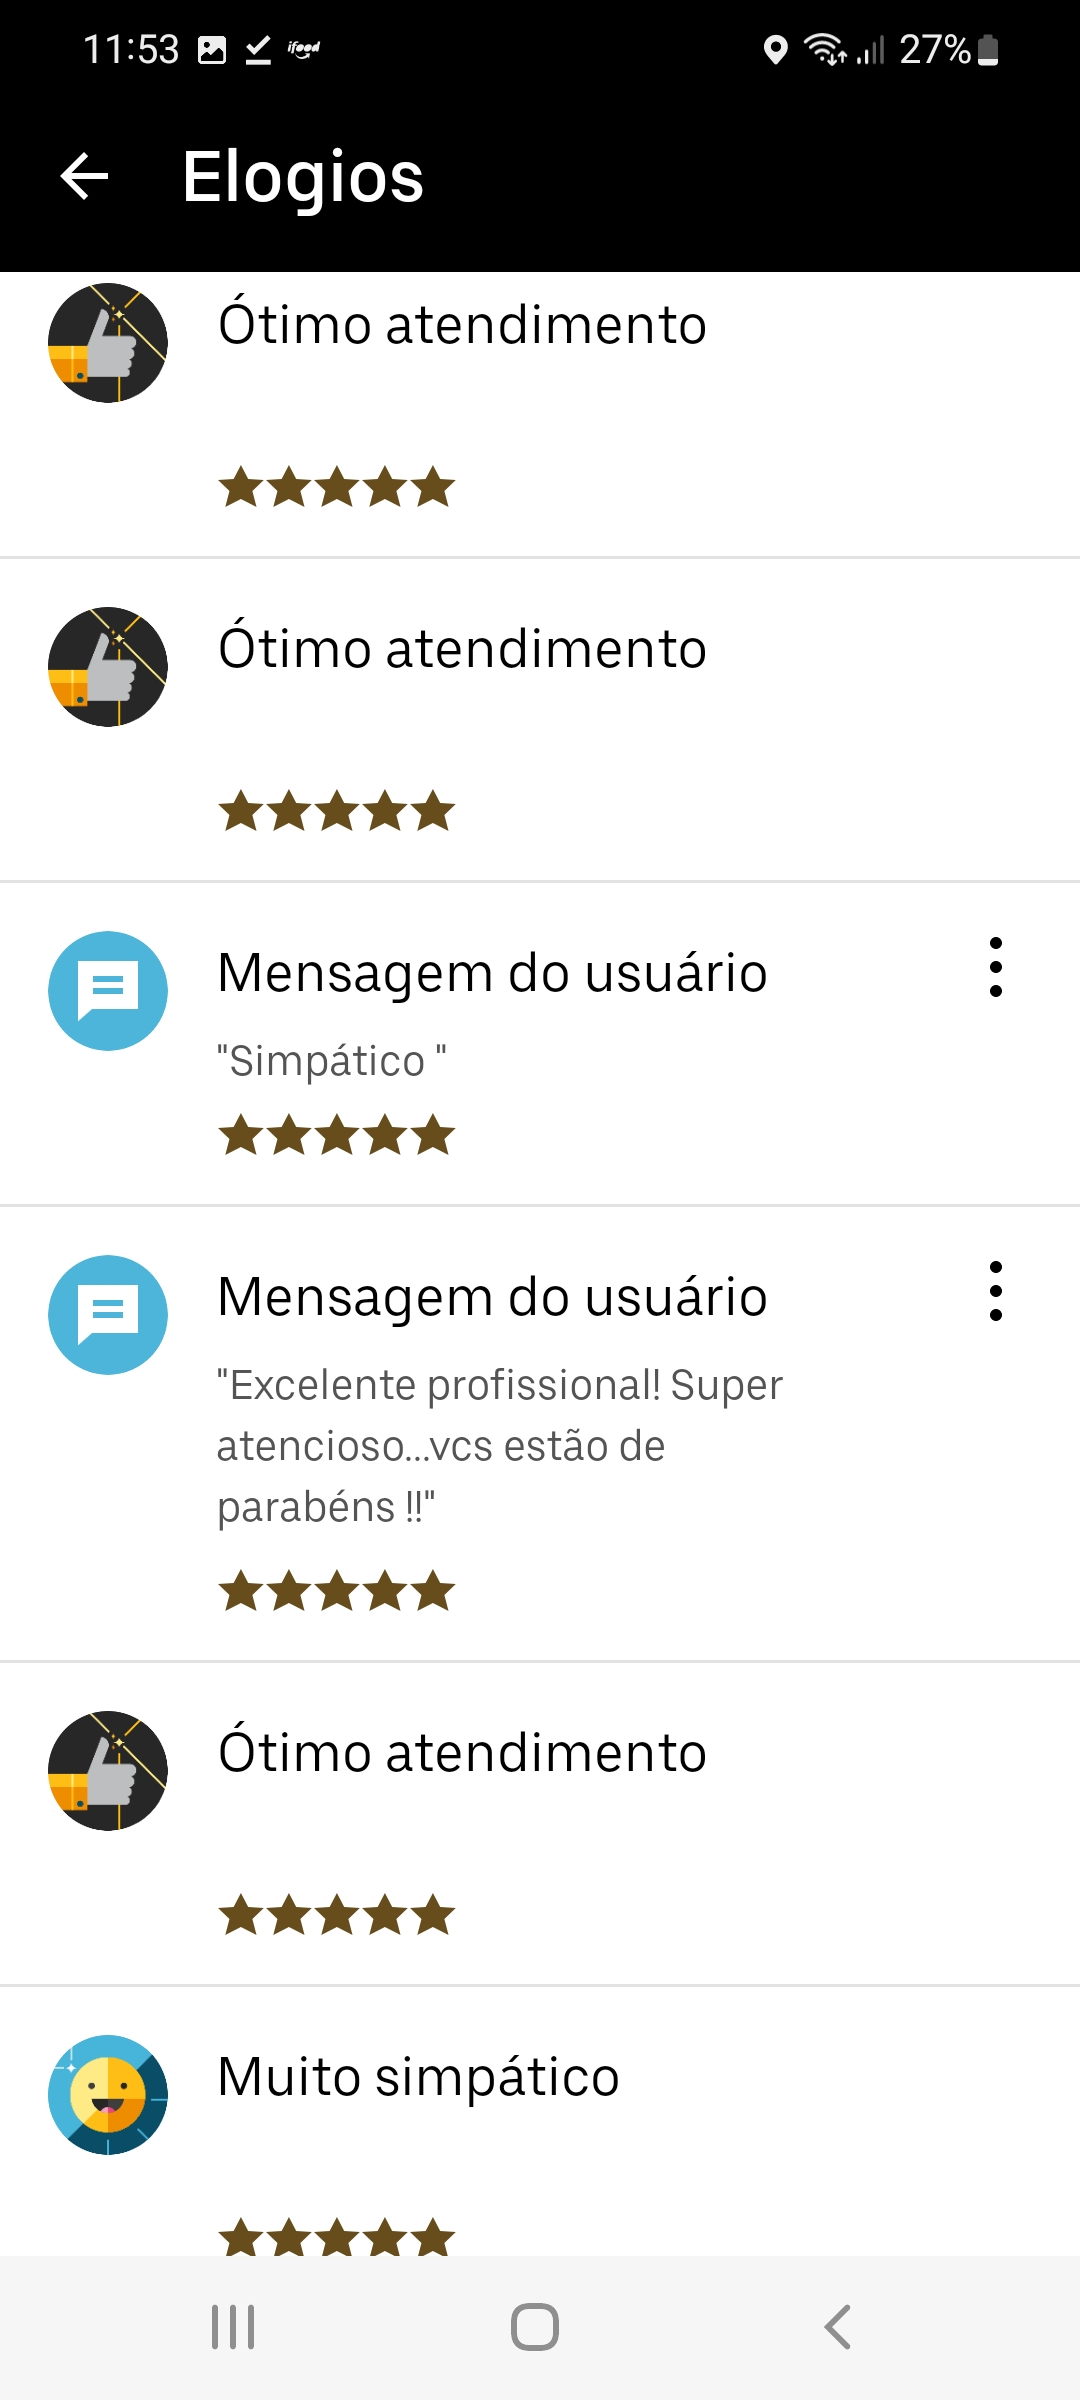 11:53 ifood 27%
Elogios
Ótimo atendimento
Ótimo atendimento
Mensagem do usuário
"Simpático "
Mensagem do usuário
"Excelente profissional! Super
atencioso...vcs estão de
parabéns !!"
Ótimo atendimento
Muito simpático